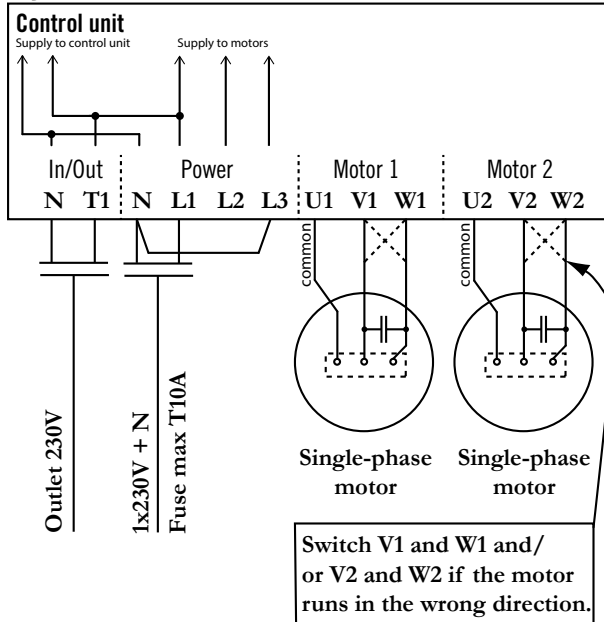 Control unit
Supply to control unit Supply to motors
In/Out Power Motor 1 Motor 2
N T1 N L1 L2 L3 U1 V1 W1 U2 V2 W2
common common
Outlet 230V
1x230V + N
Fuse max T10A
Single-phase motor
Single-phase motor
Switch V1 and W1 and/
or V2 and W2 if the motor
runs in the wrong direction.